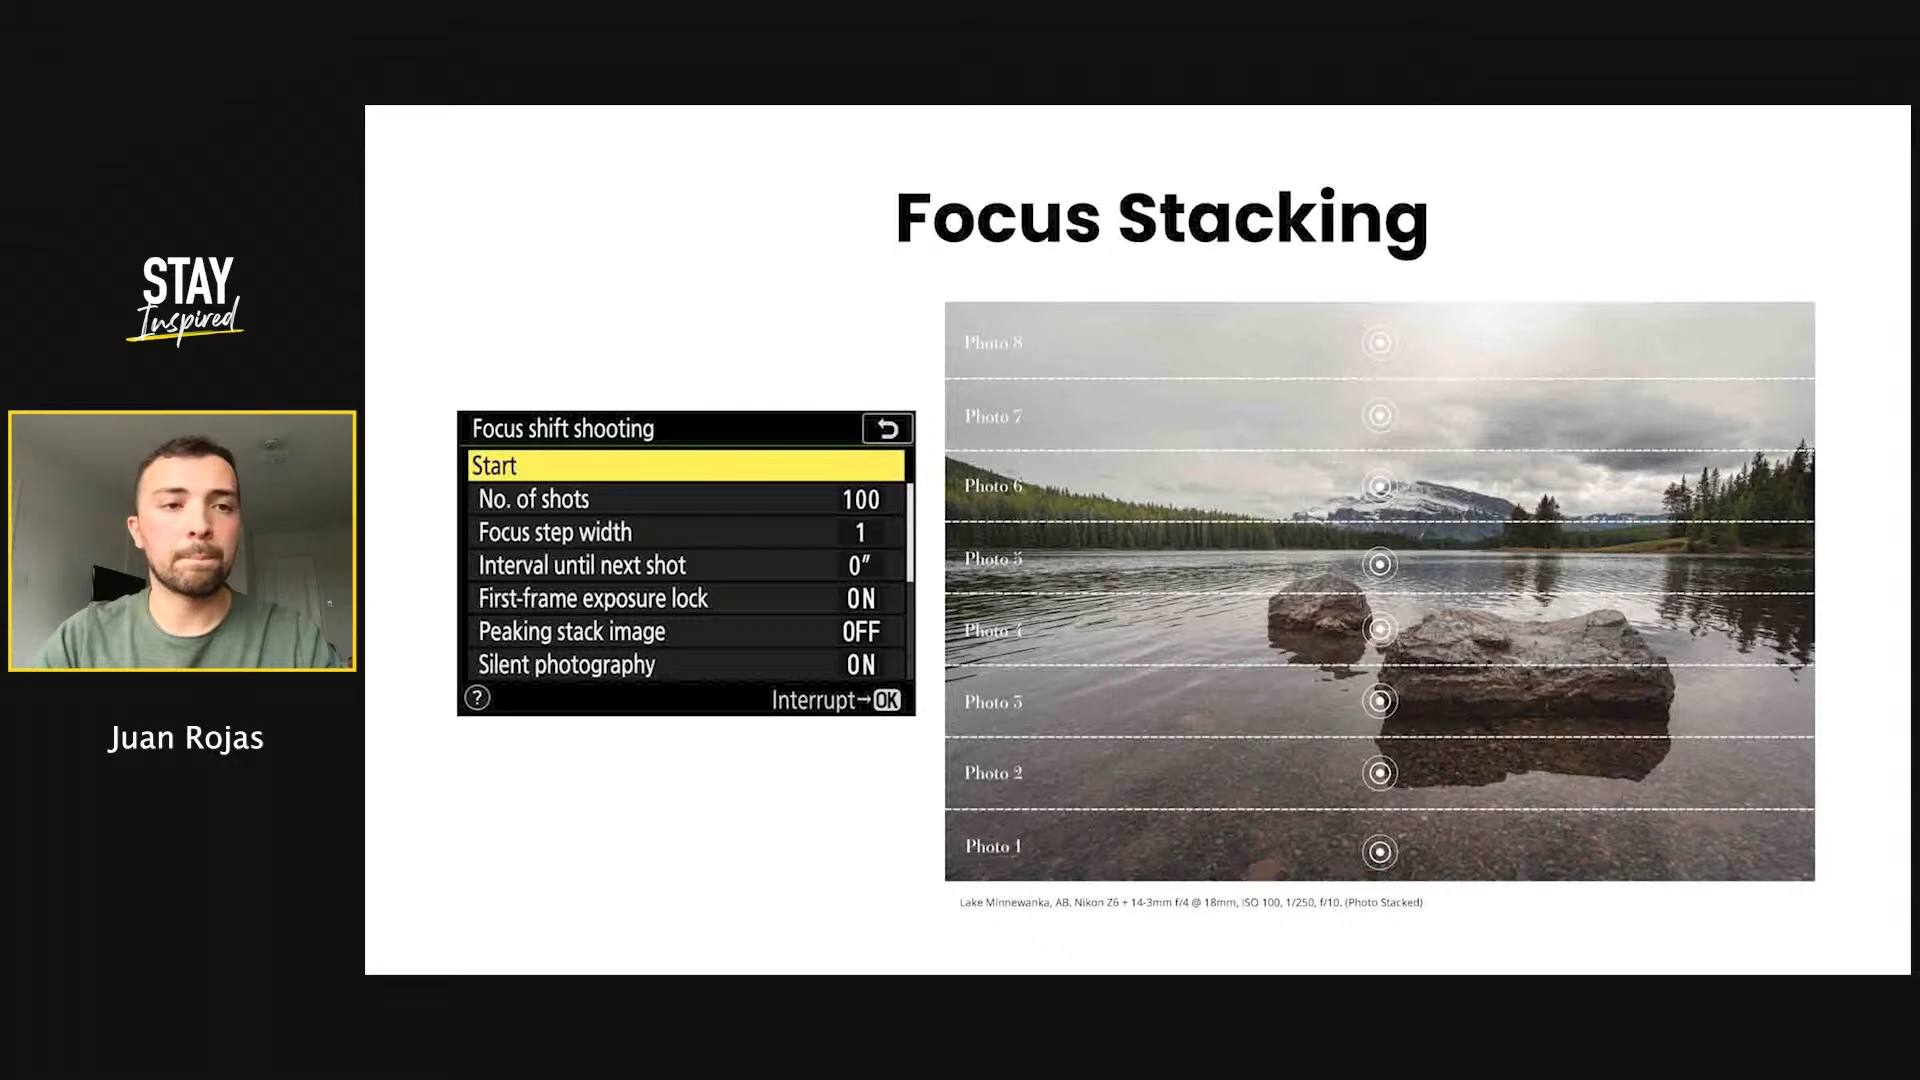 STAY
Inspired
Juan Rojas
Focus Stacking
Focus shift shooting
Start
No. of shots 100
Focus step width 1
Interval until next shot 0″
First-frame exposure lock ON
Peaking stack image OFF
Silent photography ON
? Interrupt→OK
Photo 8
Photo 7
Photo 6
Photo 5
Photo 4
Photo 3
Photo 2
Photo 1
Lake Minnewanka, AB. Nikon Z6 + 14-3mm f/4 @ 18mm, ISO 100, 1/250, f/10. (Photo Stacked)